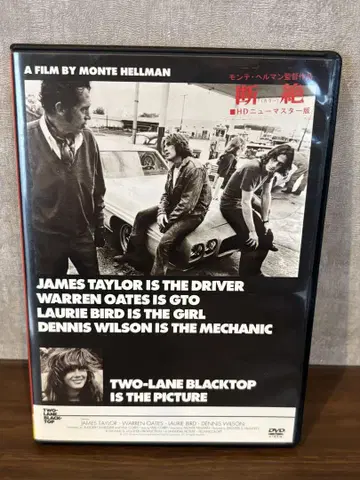 A FILM BY MONTE HELLMAN
モンテ・ヘルマン監督作品
断絶
■HDニューマスター版
JAMES TAYLOR IS THE DRIVER
WARREN OATES IS GTO
LAURIE BIRD IS THE GIRL
DENNIS WILSON IS THE MECHANIC
TWO-LANE BLACKTOP
IS THE PICTURE
TWO-
LANE
BLACK-
TOP
JAMES TAYLOR · WARREN OATES · LAURIE BIRD · DENNIS WILSON
DVD